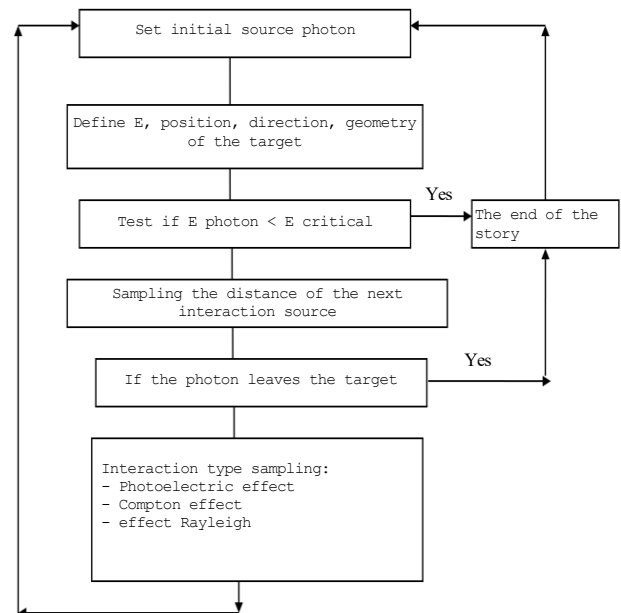 Set initial source photon
Define E, position, direction, geometry
of the target
Yes
Test if E photon < E critical
The end of the
story
Sampling the distance of the next
interaction source
Yes
If the photon leaves the target
Interaction type sampling:
- Photoelectric effect
- Compton effect
- effect Rayleigh